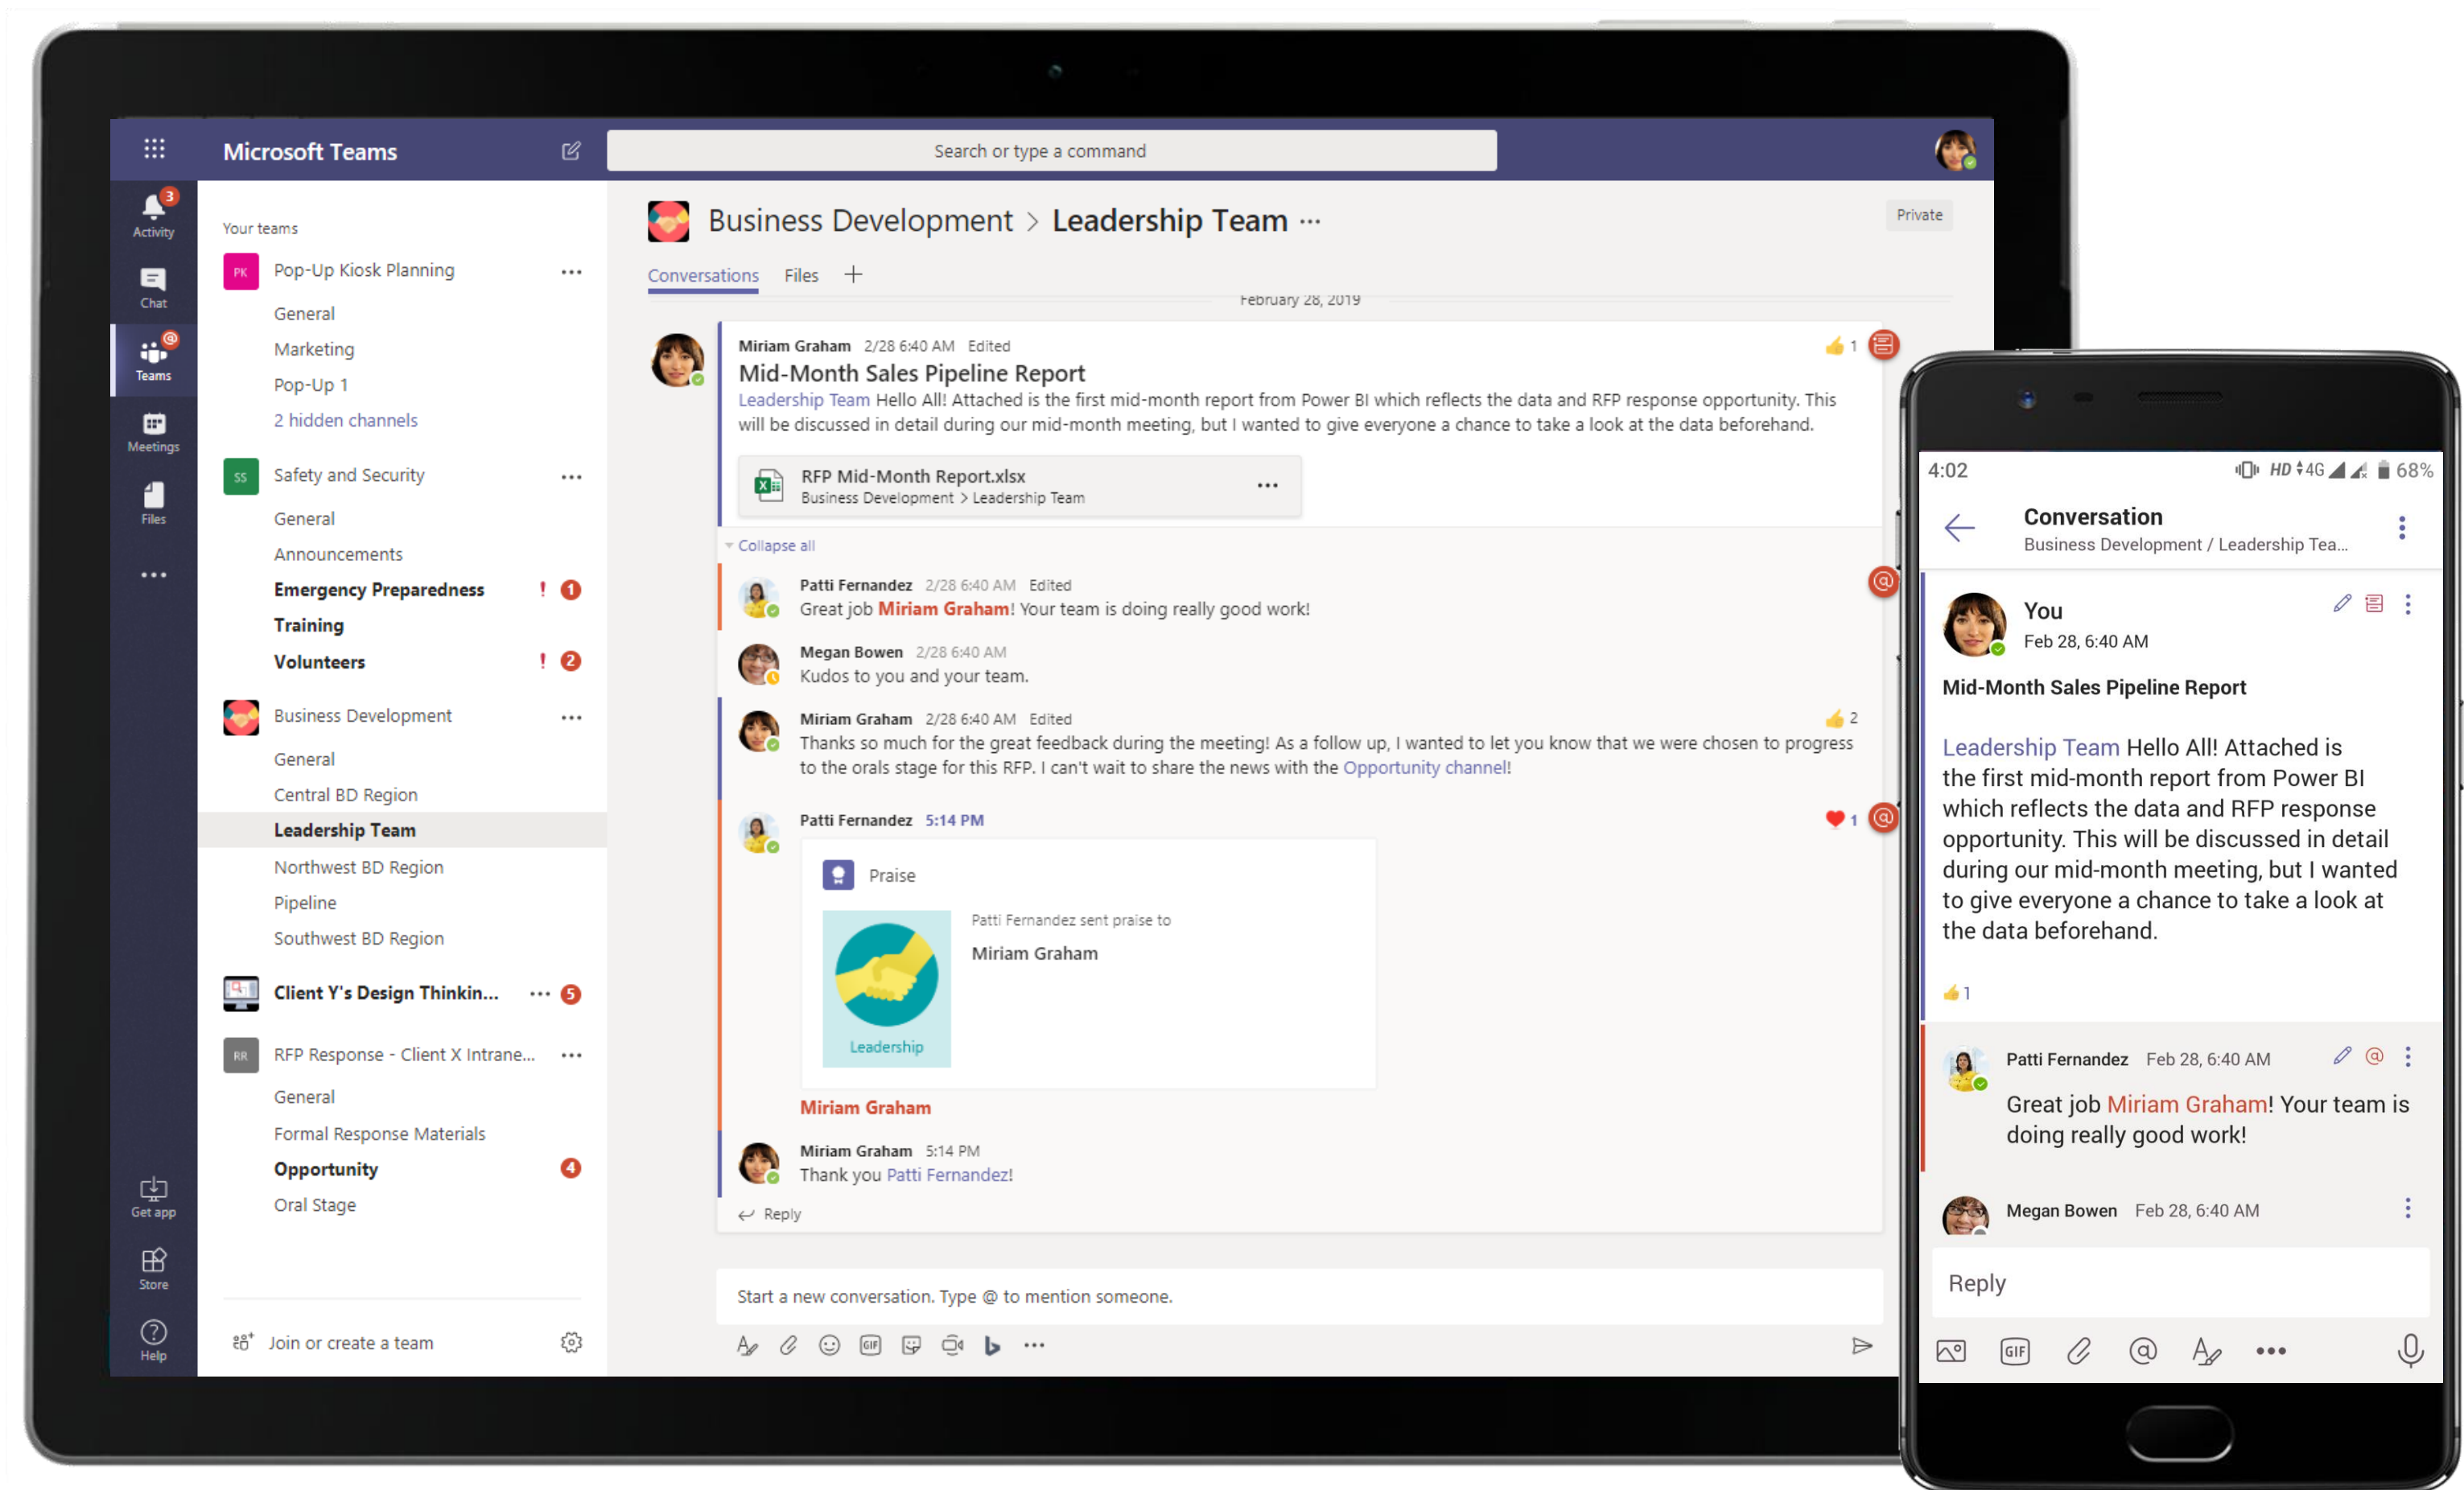 Microsoft Teams
Search or type a command
3
Activity
Chat
@
Teams
Meetings
Files
Get app
Store
Help
Your teams
PK Pop-Up Kiosk Planning
General
Marketing
Pop-Up 1
2 hidden channels
SS Safety and Security
General
Announcements
Emergency Preparedness ! 1
Training
Volunteers ! 2
Business Development
General
Central BD Region
Leadership Team
Northwest BD Region
Pipeline
Southwest BD Region
Client Y's Design Thinkin... 5
RR RFP Response - Client X Intrane...
General
Formal Response Materials
Opportunity 4
Oral Stage
Join or create a team
Business Development > Leadership Team
Private
Conversations Files +
February 28, 2019
Miriam Graham 2/28 6:40 AM Edited 1
Mid-Month Sales Pipeline Report
Leadership Team Hello All! Attached is the first mid-month report from Power BI which reflects the data and RFP response opportunity. This
will be discussed in detail during our mid-month meeting, but I wanted to give everyone a chance to take a look at the data beforehand.
RFP Mid-Month Report.xlsx
Business Development > Leadership Team
Collapse all
Patti Fernandez 2/28 6:40 AM Edited @
Great job Miriam Graham! Your team is doing really good work!
Megan Bowen 2/28 6:40 AM
Kudos to you and your team.
Miriam Graham 2/28 6:40 AM Edited 2
Thanks so much for the great feedback during the meeting! As a follow up, I wanted to let you know that we were chosen to progress
to the orals stage for this RFP. I can't wait to share the news with the Opportunity channel!
Patti Fernandez 5:14 PM 1 @
Praise
Patti Fernandez sent praise to
Miriam Graham
Leadership
Miriam Graham
Miriam Graham 5:14 PM
Thank you Patti Fernandez!
Reply
Start a new conversation. Type @ to mention someone.
GIF
4:02 HD 4G 68%
Conversation
Business Development / Leadership Tea...
You
Feb 28, 6:40 AM
Mid-Month Sales Pipeline Report
Leadership Team Hello All! Attached is
the first mid-month report from Power BI
which reflects the data and RFP response
opportunity. This will be discussed in detail
during our mid-month meeting, but I wanted
to give everyone a chance to take a look at
the data beforehand.
1
Patti Fernandez Feb 28, 6:40 AM @
Great job Miriam Graham! Your team is
doing really good work!
Megan Bowen Feb 28, 6:40 AM
Reply
GIF @